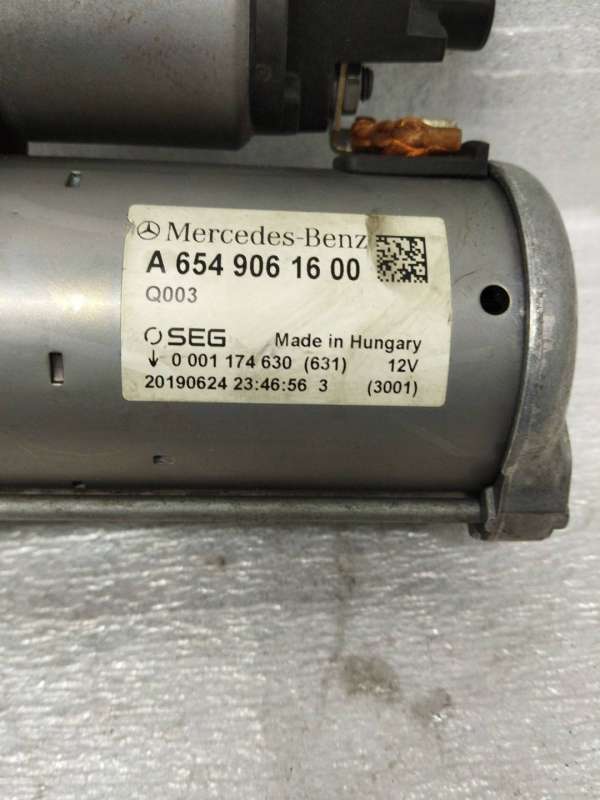 Mercedes-Benz
A 654 906 16 00
Q003
SEG Made in Hungary
0 001 174 630 (631) 12V
20190624 23:46:56 3 (3001)